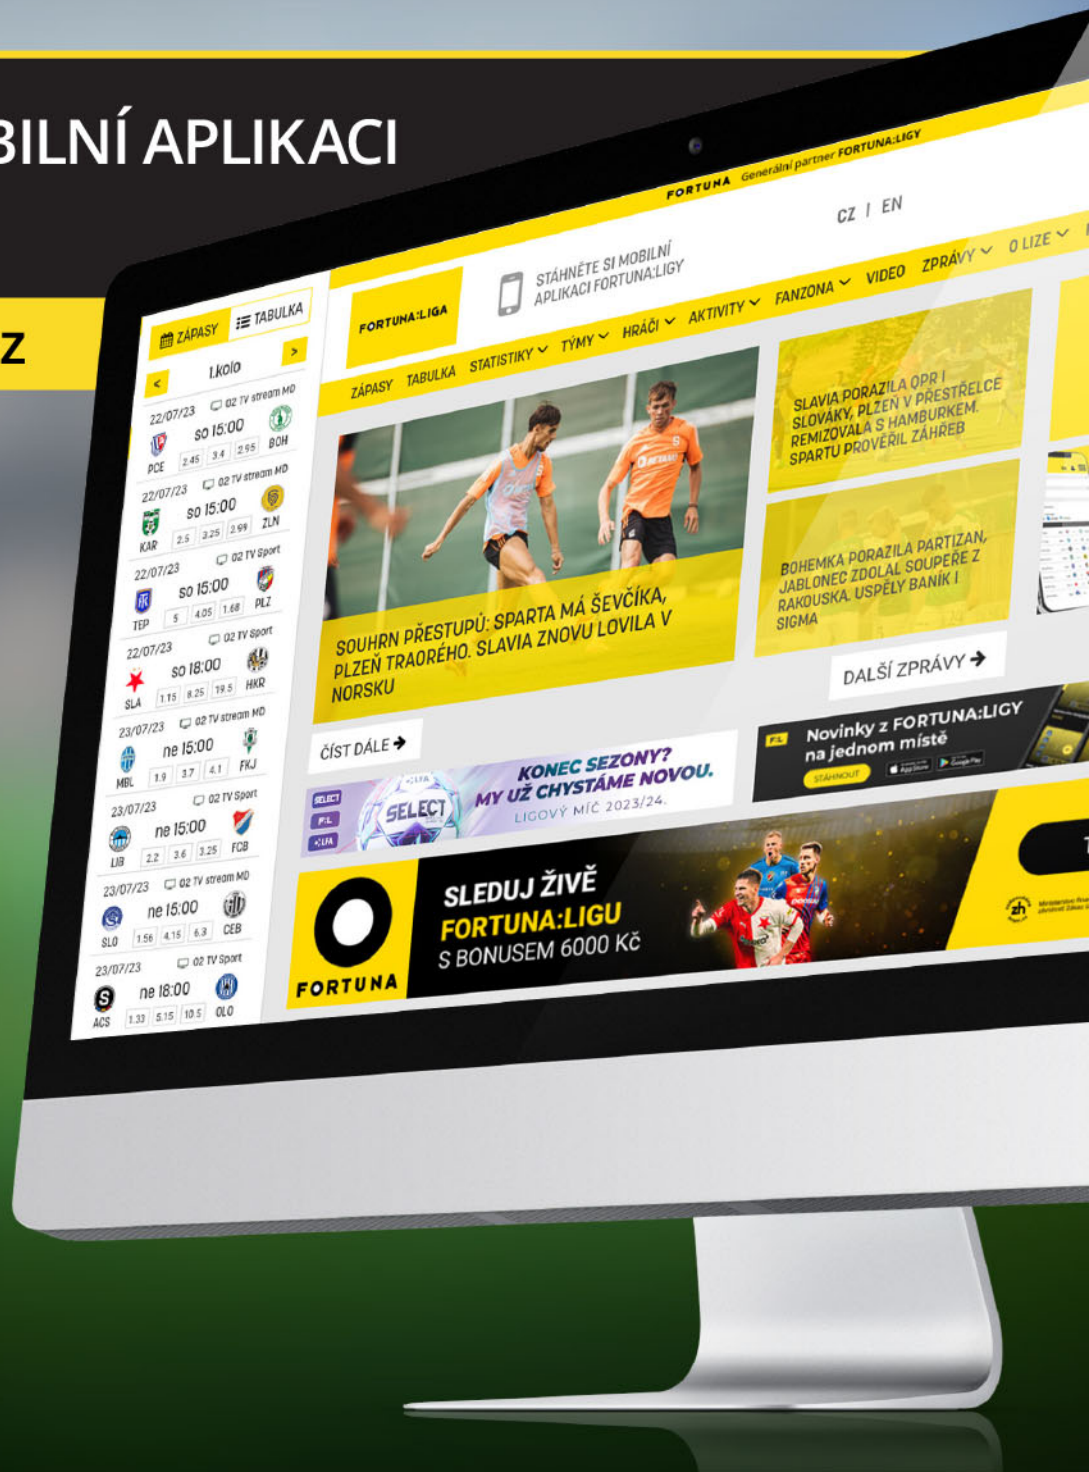 BILNÍ APLIKACI
Z
FORTUNA Generální partner FORTUNA:LIGY
FORTUNA:LIGA
STÁHNĚTE SI MOBILNÍ
APLIKACI FORTUNA:LIGY
CZ | EN
ZÁPASY TABULKA STATISTIKY TÝMY HRÁČI AKTIVITY FANZONA VIDEO ZPRÁVY O LIZE
ZÁPASY TABULKA
< 1.kolo >
22/07/23 O2 TV stream MD
so 15:00
PCE 2.45 3.4 2.95 BOH
22/07/23 O2 TV stream MD
so 15:00
KAR 2.5 3.25 2.99 ZLN
22/07/23 O2 TV Sport
so 15:00
TEP 5 4.05 1.68 PLZ
22/07/23 O2 TV Sport
so 18:00
SLA 1.15 8.25 19.5 HKR
23/07/23 O2 TV stream MD
ne 15:00
MBL 1.9 3.7 4.1 FKJ
23/07/23 O2 TV Sport
ne 15:00
LIB 2.2 3.6 3.25 FCB
23/07/23 O2 TV stream MD
ne 15:00
SLO 1.56 4.15 6.3 CEB
23/07/23 O2 TV Sport
ne 18:00
ACS 1.33 5.15 10.5 OLO
SOUHRN PŘESTUPŮ: SPARTA MÁ ŠEVČÍKA,
PLZEŇ TRAORÉHO. SLAVIA ZNOVU LOVILA V
NORSKU
ČÍST DÁLE
SLAVIA PORAZILA QPR I
SLOVÁKY, PLZEŇ V PŘESTŘELCE
REMIZOVALA S HAMBURKEM.
SPARTU PROVĚŘIL ZÁHŘEB
BOHEMKA PORAZILA PARTIZAN,
JABLONEC ZDOLAL SOUPEŘE Z
RAKOUSKA. USPĚLY BANÍK I
SIGMA
DALŠÍ ZPRÁVY
SELECT
F:L
LFA
SELECT
KONEC SEZONY?
MY UŽ CHYSTÁME NOVOU.
LIGOVÝ MÍČ 2023/24.
F:L
Novinky z FORTUNA:LIGY
na jednom místě
STÁHNOUT App Store Google Play
FORTUNA
SLEDUJ ŽIVĚ
FORTUNA:LIGU
S BONUSEM 6000 Kč
zh